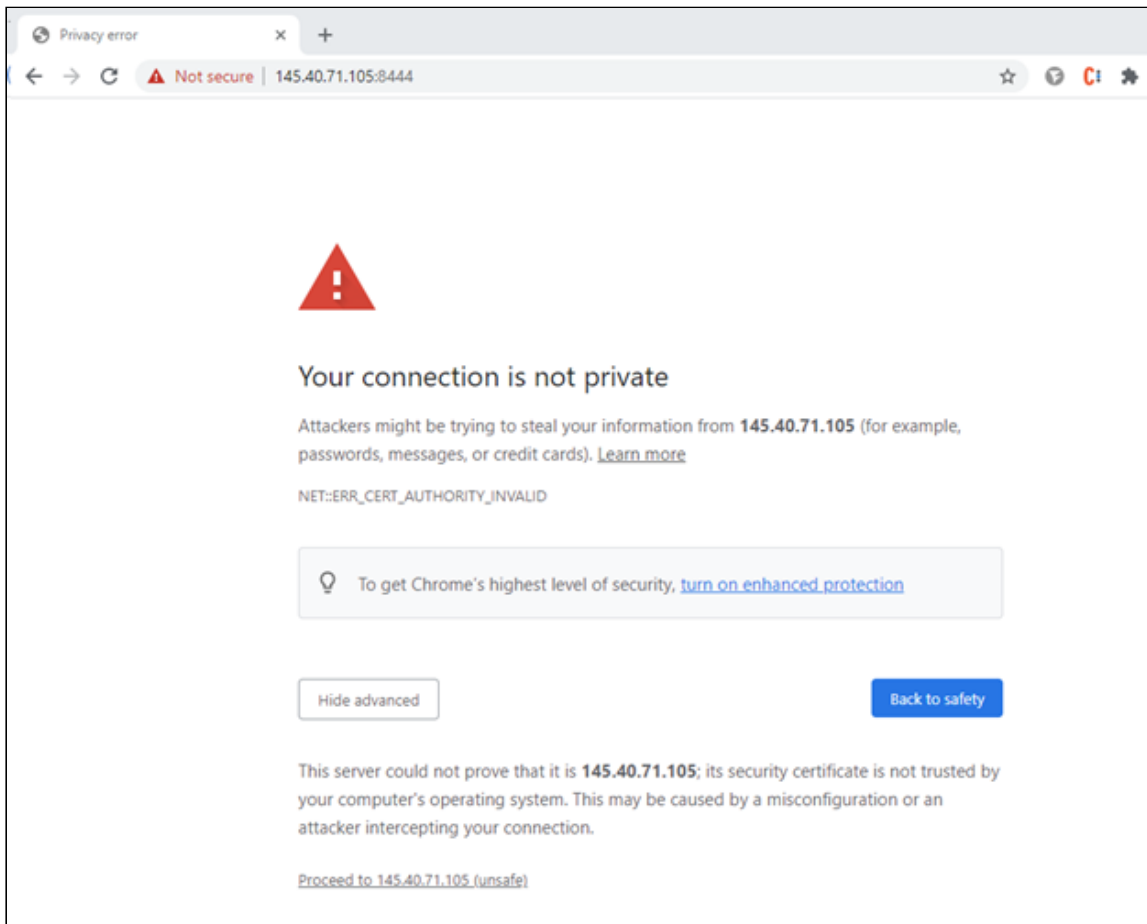 Privacy error
Not secure | 145.40.71.105:8444
Your connection is not private
Attackers might be trying to steal your information from 145.40.71.105 (for example,
passwords, messages, or credit cards). Learn more
NET::ERR_CERT_AUTHORITY_INVALID
To get Chrome's highest level of security, turn on enhanced protection
Hide advanced
Back to safety
This server could not prove that it is 145.40.71.105; its security certificate is not trusted by
your computer's operating system. This may be caused by a misconfiguration or an
attacker intercepting your connection.
Proceed to 145.40.71.105 (unsafe)